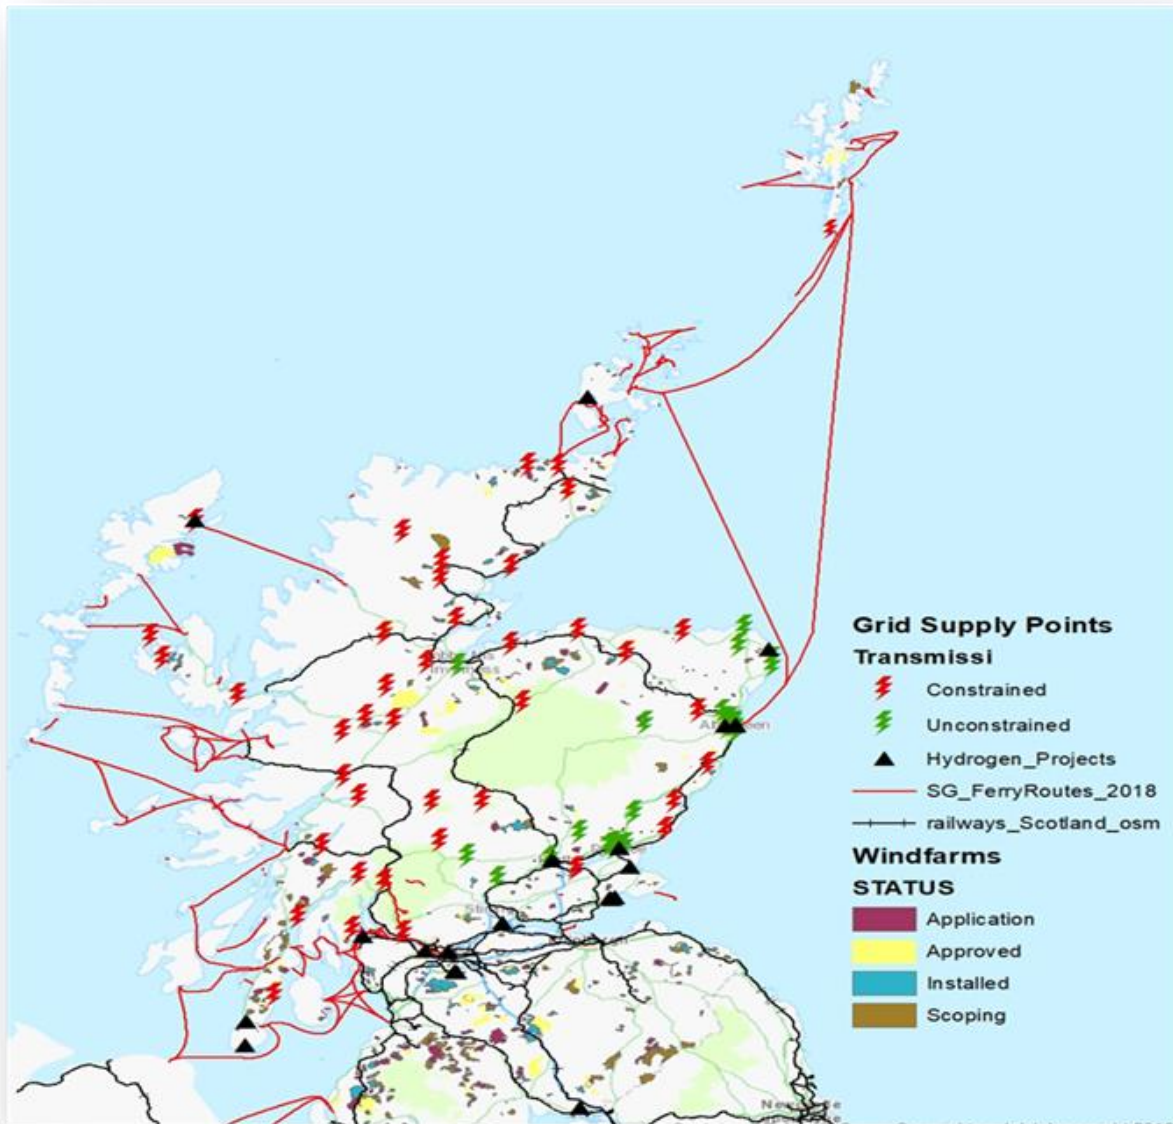 Grid Supply Points
Transmissi
Constrained
Unconstrained
Hydrogen_Projects
SG_FerryRoutes_2018
railways_Scotland_osm
Windfarms
STATUS
Application
Approved
Installed
Scoping